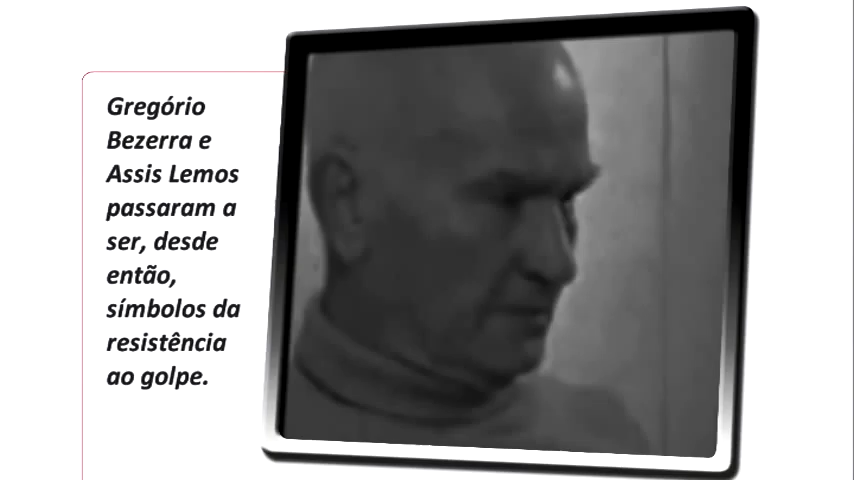 Gregório
Bezerra e
Assis Lemos
passaram a
ser, desde
então,
símbolos da
resistência
ao golpe.